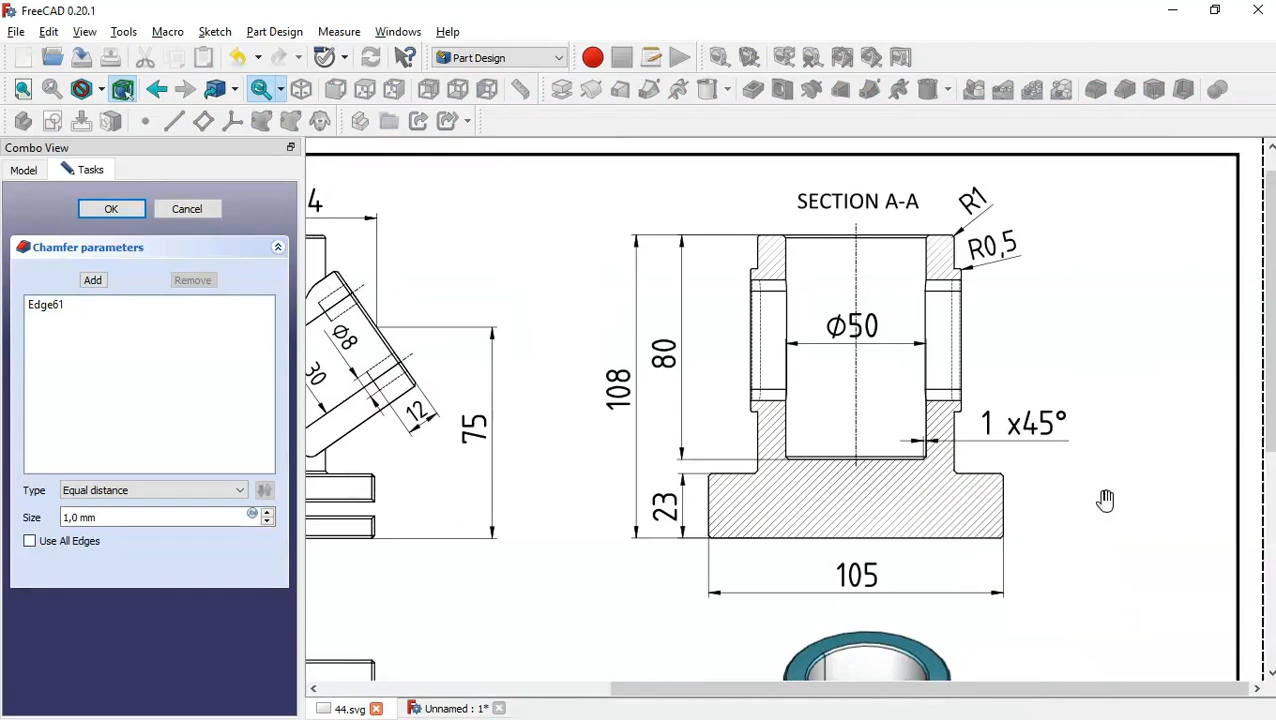 FreeCAD 0.20.1
File Edit View Tools Macro Sketch Part Design Measure Windows Help
Part Design
Combo View
Model Tasks
OK Cancel
Chamfer parameters
Add Remove
Edge61
Type Equal distance
Size 1,0 mm
Use All Edges
4
SECTION A-A
R1
R0,5
Ø8
30
12
75
108
80
Ø50
1 x45°
23
105
44.svg Unnamed : 1*